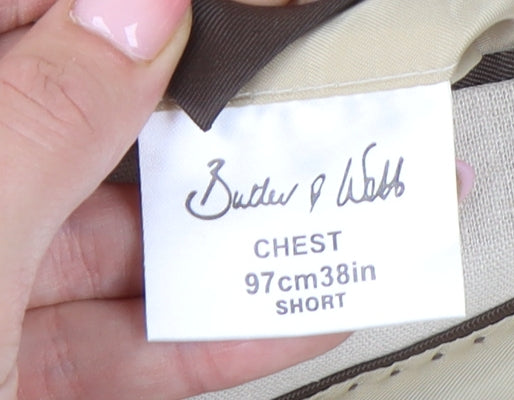 Butler & Webb
CHEST
97cm38in
SHORT